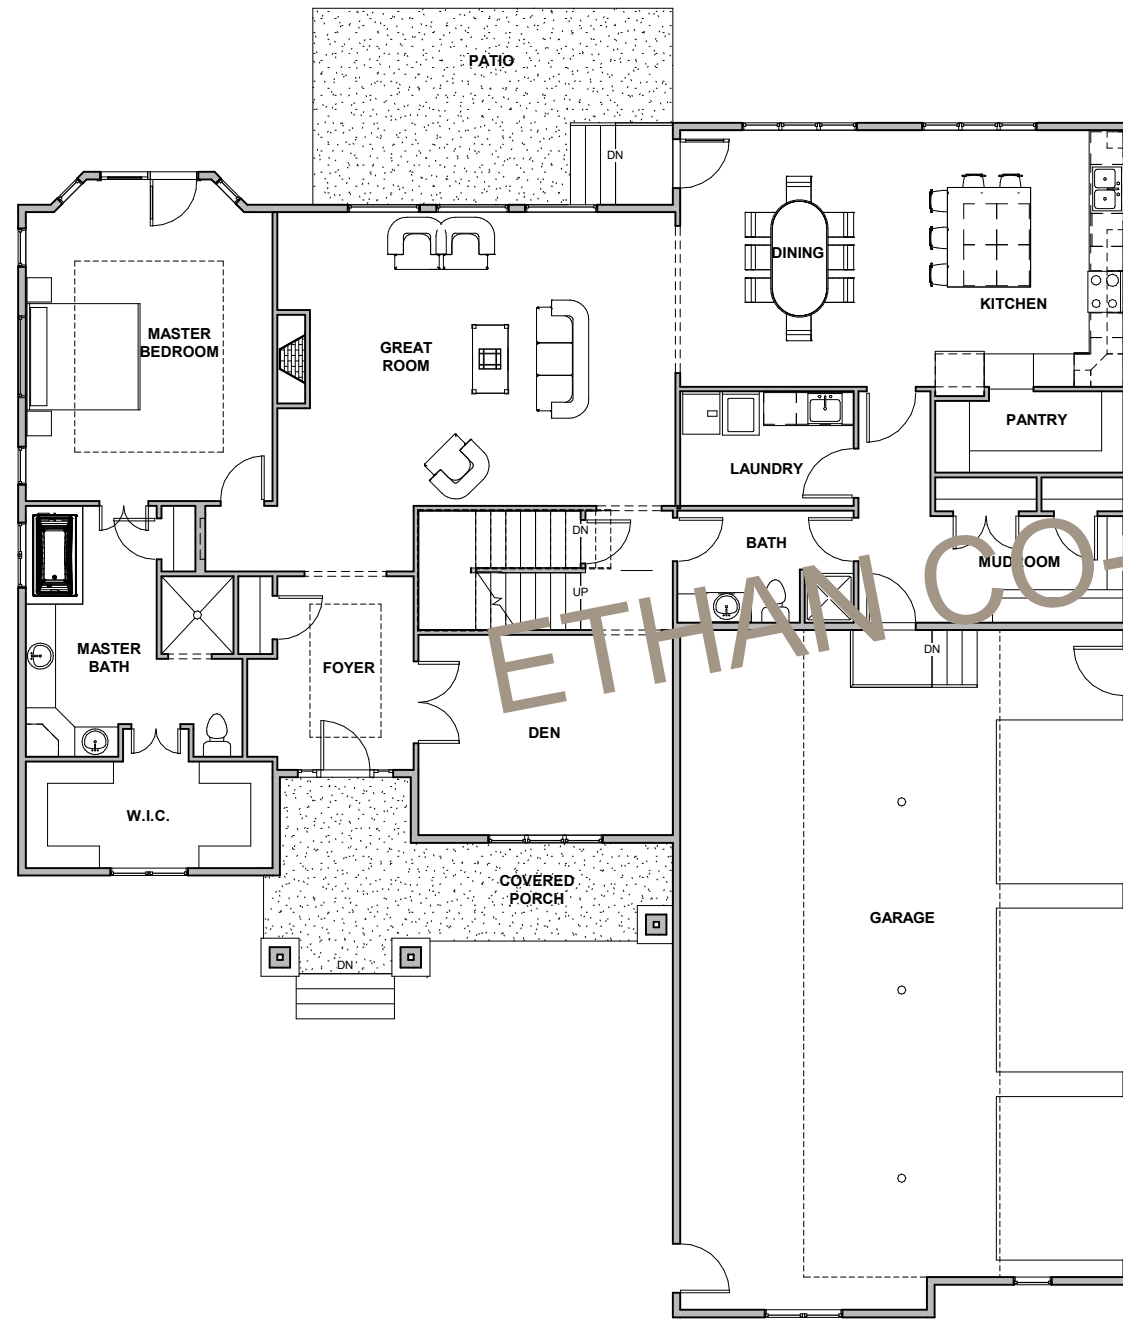 PATIO
DN
DINING
KITCHEN
MASTER
BEDROOM
GREAT
ROOM
PANTRY
LAUNDRY
DN
BATH
MUDROOM
UP
ETHAN CO
MASTER
BATH
FOYER
DN
DEN
W.I.C.
COVERED
PORCH
GARAGE
DN